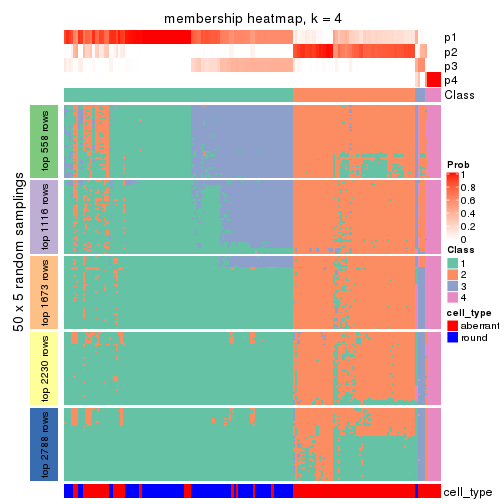 membership heatmap, k = 4
p1
p2
p3
p4
Class
50 x 5 random samplings
top 558 rows
top 1116 rows
top 1673 rows
top 2230 rows
top 2788 rows
Prob
1
0.8
0.6
0.4
0.2
0
Class
1
2
3
4
cell_type
aberrant
round
cell_type